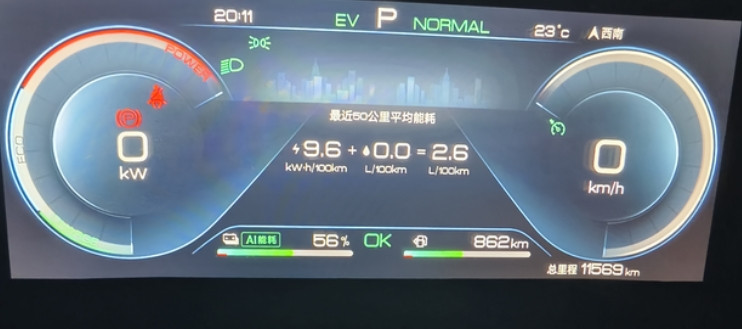 20:11 EV P NORMAL 23°c 西南
POWER
最近50公里平均能耗
9.6 + 0.0 = 2.6
kW·h/100km L/100km L/100km
ECO
0
kW
0
km/h
AI能耗 56% OK 862km
总里程 11569km